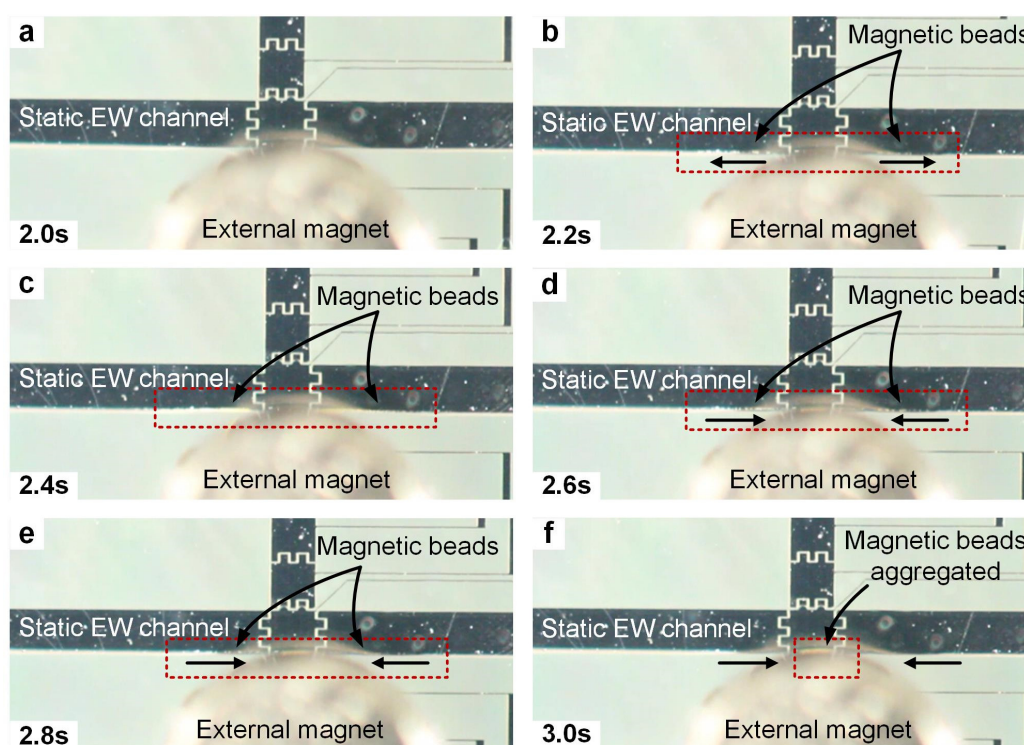 a
Static EW channel
External magnet
2.0s
b
Magnetic beads
Static EW channel
External magnet
2.2s
c
Magnetic beads
Static EW channel
External magnet
2.4s
d
Magnetic beads
Static EW channel
External magnet
2.6s
e
Magnetic beads
Static EW channel
External magnet
2.8s
f
Magnetic beads
aggregated
Static EW channel
External magnet
3.0s